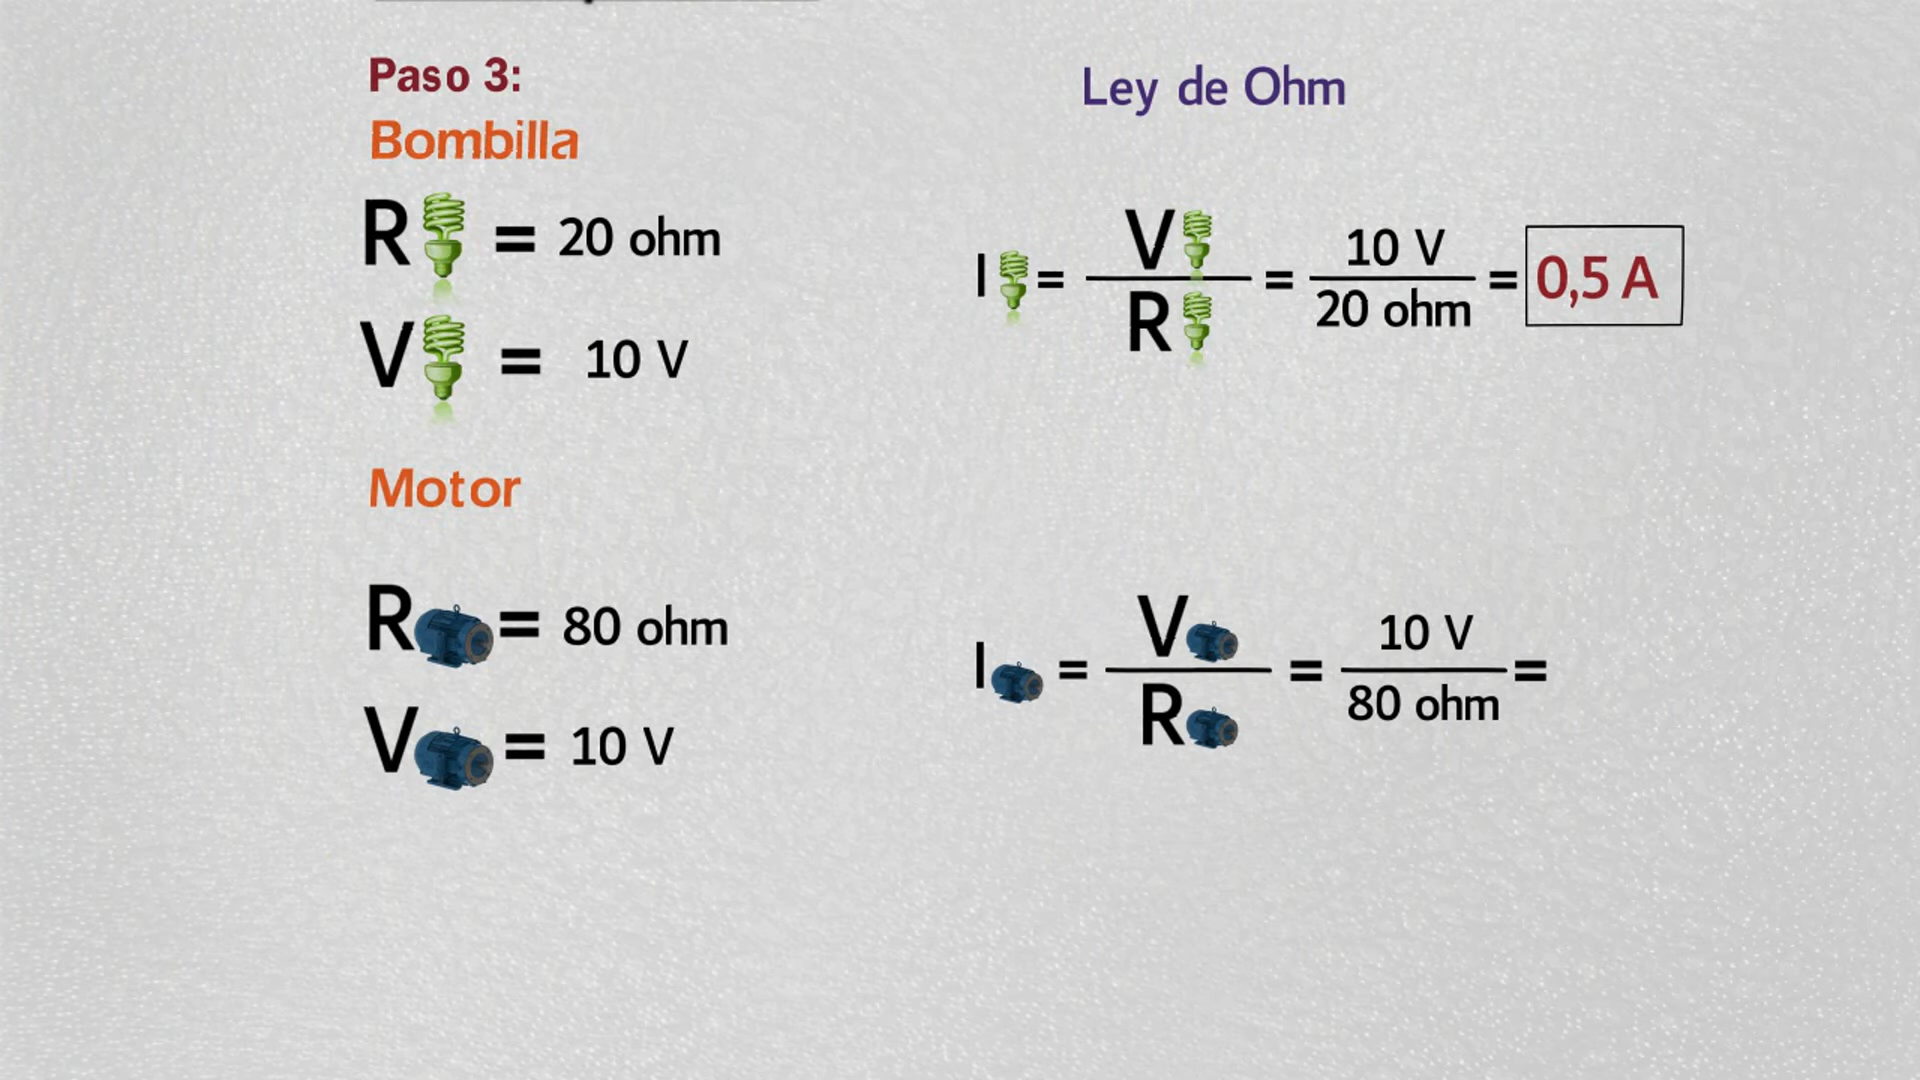 Paso 3:
Bombilla
R = 20 ohm
V = 10 V
Motor
R = 80 ohm
V = 10 V
Ley de Ohm
I = V / R = 10 V / 20 ohm = 0,5 A
I = V / R = 10 V / 80 ohm =